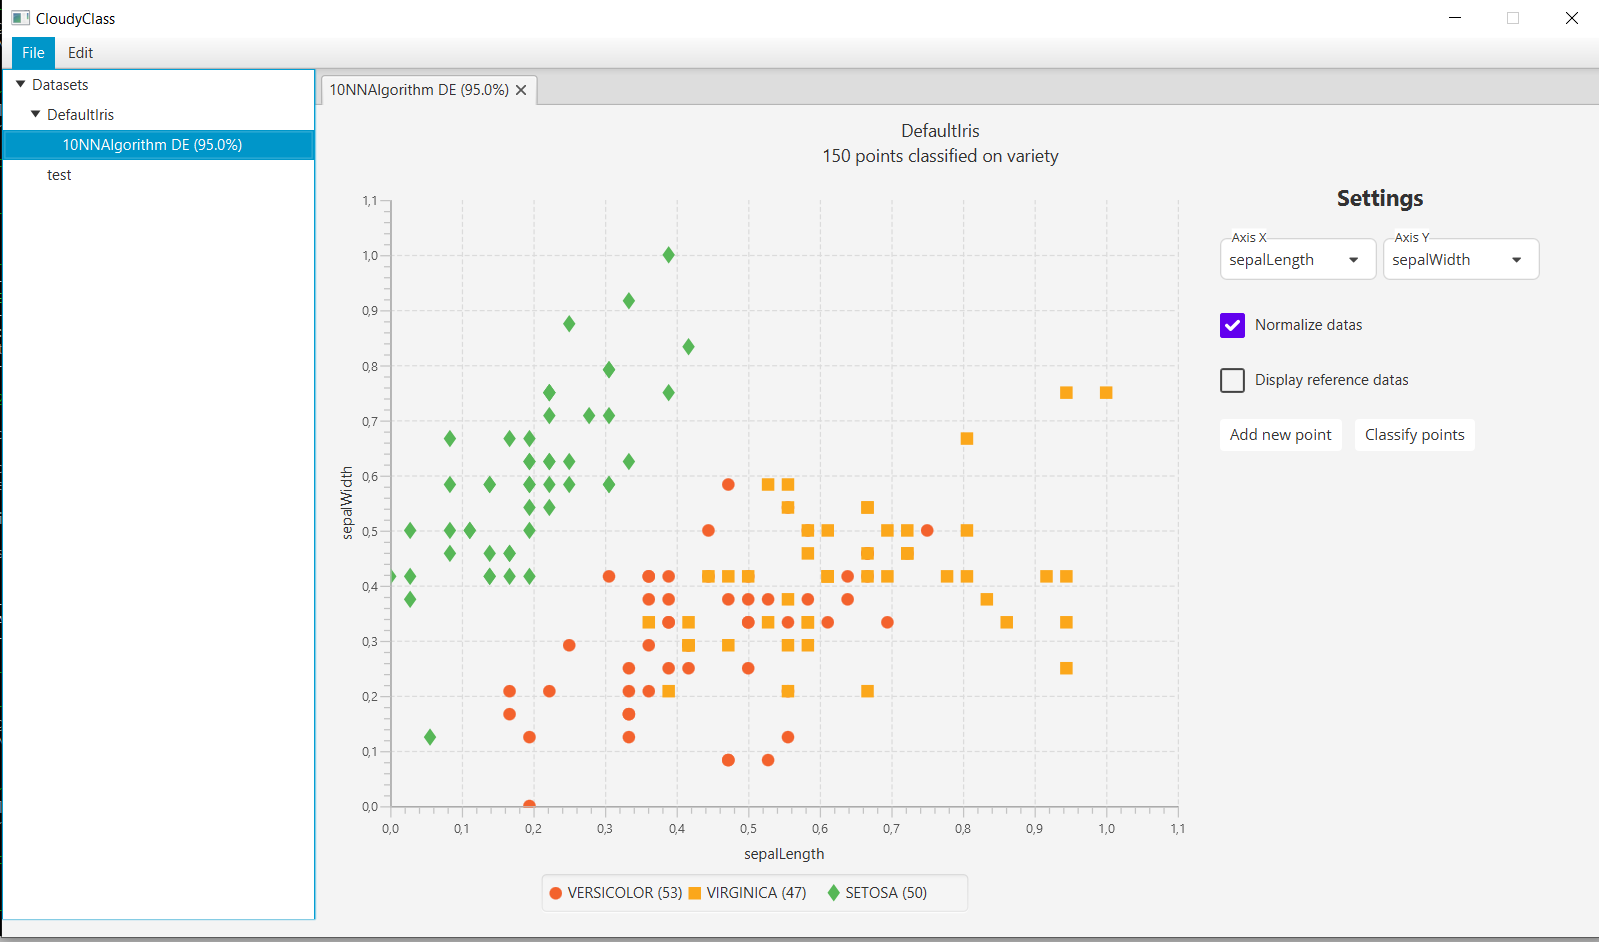 CloudyClass
File Edit
Datasets
DefaultIris
10NNAlgorithm DE (95.0%)
test
10NNAlgorithm DE (95.0%)
DefaultIris
150 points classified on variety
1,1
1,0
0,9
0,8
0,7
0,6
0,5
0,4
0,3
0,2
0,1
0,0
sepalWidth
0,0 0,1 0,2 0,3 0,4 0,5 0,6 0,7 0,8 0,9 1,0 1,1
sepalLength
VERSICOLOR (53) VIRGINICA (47) SETOSA (50)
Settings
Axis X Axis Y
sepalLength sepalWidth
Normalize datas
Display reference datas
Add new point Classify points